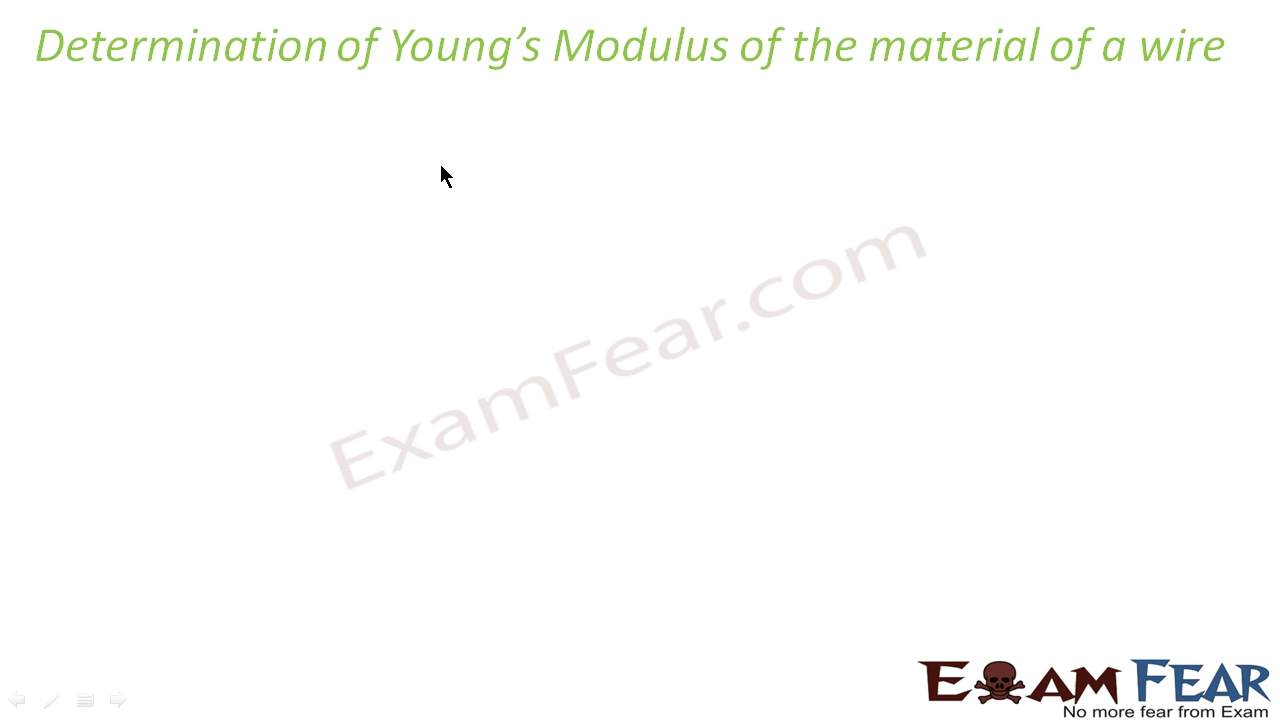 Determination of Young’s Modulus of the material of a wire
ExamFear.com
EXAM FEAR
No more fear from Exam